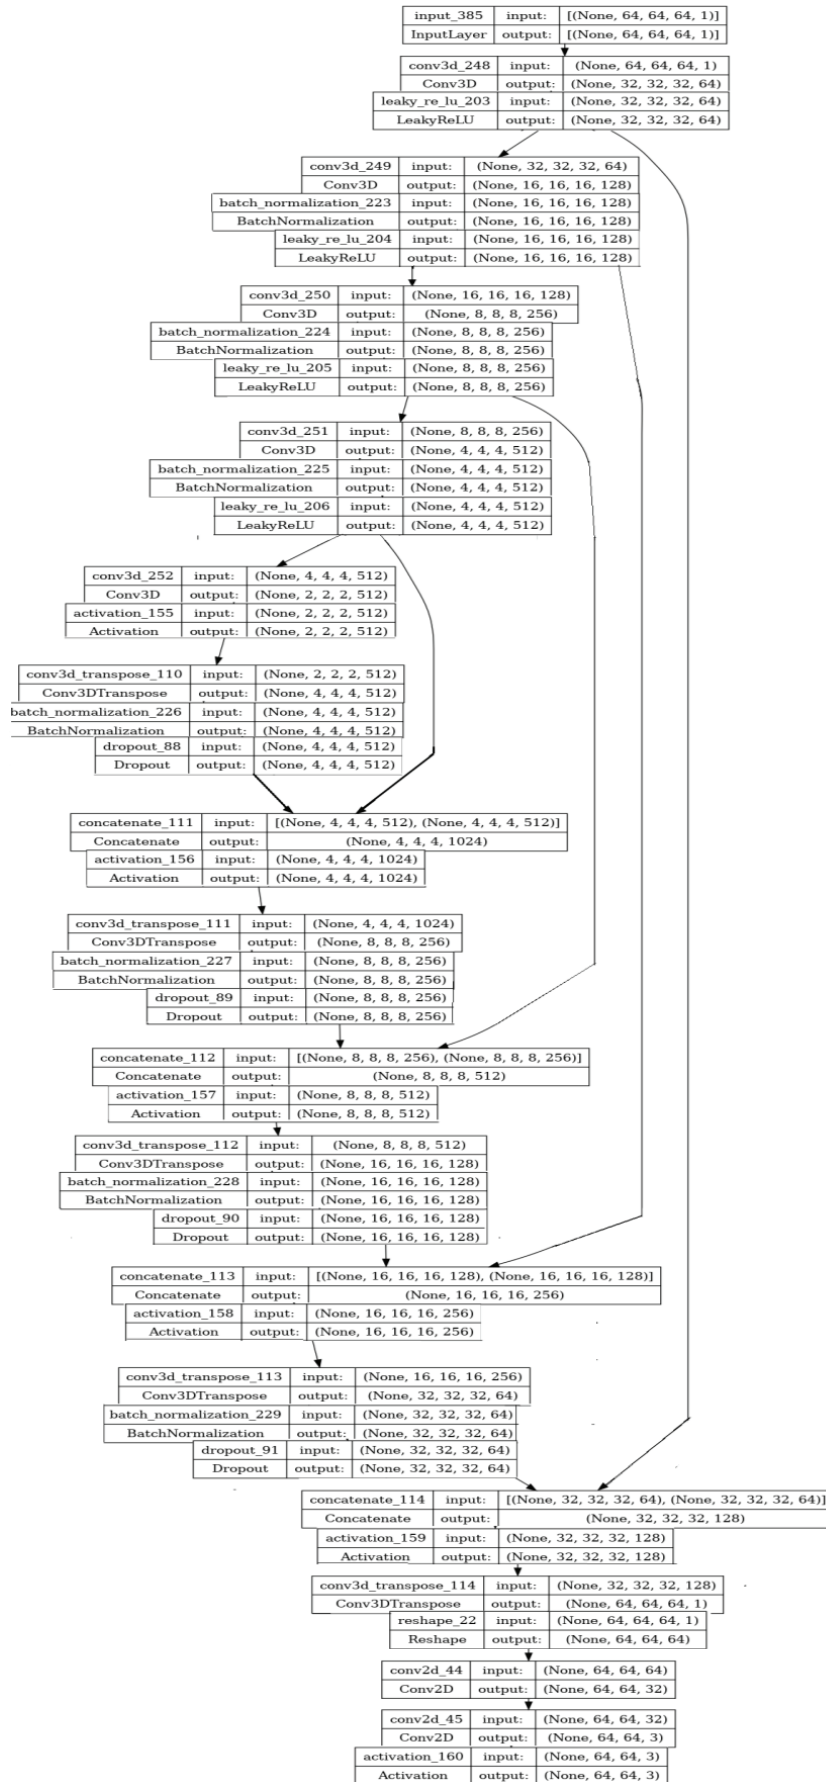 input_385 input: [(None, 64, 64, 64, 1)]
InputLayer output: [(None, 64, 64, 64, 1)]
conv3d_248 input: (None, 64, 64, 64, 1)
Conv3D output: (None, 32, 32, 32, 64)
leaky_re_lu_203 input: (None, 32, 32, 32, 64)
LeakyReLU output: (None, 32, 32, 32, 64)
conv3d_249 input: (None, 32, 32, 32, 64)
Conv3D output: (None, 16, 16, 16, 128)
batch_normalization_223 input: (None, 16, 16, 16, 128)
BatchNormalization output: (None, 16, 16, 16, 128)
leaky_re_lu_204 input: (None, 16, 16, 16, 128)
LeakyReLU output: (None, 16, 16, 16, 128)
conv3d_250 input: (None, 16, 16, 16, 128)
Conv3D output: (None, 8, 8, 8, 256)
batch_normalization_224 input: (None, 8, 8, 8, 256)
BatchNormalization output: (None, 8, 8, 8, 256)
leaky_re_lu_205 input: (None, 8, 8, 8, 256)
LeakyReLU output: (None, 8, 8, 8, 256)
conv3d_251 input: (None, 8, 8, 8, 256)
Conv3D output: (None, 4, 4, 4, 512)
batch_normalization_225 input: (None, 4, 4, 4, 512)
BatchNormalization output: (None, 4, 4, 4, 512)
leaky_re_lu_206 input: (None, 4, 4, 4, 512)
LeakyReLU output: (None, 4, 4, 4, 512)
conv3d_252 input: (None, 4, 4, 4, 512)
Conv3D output: (None, 2, 2, 2, 512)
activation_155 input: (None, 2, 2, 2, 512)
Activation output: (None, 2, 2, 2, 512)
conv3d_transpose_110 input: (None, 2, 2, 2, 512)
Conv3DTranspose output: (None, 4, 4, 4, 512)
batch_normalization_226 input: (None, 4, 4, 4, 512)
BatchNormalization output: (None, 4, 4, 4, 512)
dropout_88 input: (None, 4, 4, 4, 512)
Dropout output: (None, 4, 4, 4, 512)
concatenate_111 input: [(None, 4, 4, 4, 512), (None, 4, 4, 4, 512)]
Concatenate output: (None, 4, 4, 4, 1024)
activation_156 input: (None, 4, 4, 4, 1024)
Activation output: (None, 4, 4, 4, 1024)
conv3d_transpose_111 input: (None, 4, 4, 4, 1024)
Conv3DTranspose output: (None, 8, 8, 8, 256)
batch_normalization_227 input: (None, 8, 8, 8, 256)
BatchNormalization output: (None, 8, 8, 8, 256)
dropout_89 input: (None, 8, 8, 8, 256)
Dropout output: (None, 8, 8, 8, 256)
concatenate_112 input: [(None, 8, 8, 8, 256), (None, 8, 8, 8, 256)]
Concatenate output: (None, 8, 8, 8, 512)
activation_157 input: (None, 8, 8, 8, 512)
Activation output: (None, 8, 8, 8, 512)
conv3d_transpose_112 input: (None, 8, 8, 8, 512)
Conv3DTranspose output: (None, 16, 16, 16, 128)
batch_normalization_228 input: (None, 16, 16, 16, 128)
BatchNormalization output: (None, 16, 16, 16, 128)
dropout_90 input: (None, 16, 16, 16, 128)
Dropout output: (None, 16, 16, 16, 128)
concatenate_113 input: [(None, 16, 16, 16, 128), (None, 16, 16, 16, 128)]
Concatenate output: (None, 16, 16, 16, 256)
activation_158 input: (None, 16, 16, 16, 256)
Activation output: (None, 16, 16, 16, 256)
conv3d_transpose_113 input: (None, 16, 16, 16, 256)
Conv3DTranspose output: (None, 32, 32, 32, 64)
batch_normalization_229 input: (None, 32, 32, 32, 64)
BatchNormalization output: (None, 32, 32, 32, 64)
dropout_91 input: (None, 32, 32, 32, 64)
Dropout output: (None, 32, 32, 32, 64)
concatenate_114 input: [(None, 32, 32, 32, 64), (None, 32, 32, 32, 64)]
Concatenate output: (None, 32, 32, 32, 128)
activation_159 input: (None, 32, 32, 32, 128)
Activation output: (None, 32, 32, 32, 128)
conv3d_transpose_114 input: (None, 32, 32, 32, 128)
Conv3DTranspose output: (None, 64, 64, 64, 1)
reshape_22 input: (None, 64, 64, 64, 1)
Reshape output: (None, 64, 64, 64)
conv2d_44 input: (None, 64, 64, 64)
Conv2D output: (None, 64, 64, 32)
conv2d_45 input: (None, 64, 64, 32)
Conv2D output: (None, 64, 64, 3)
activation_160 input: (None, 64, 64, 3)
Activation output: (None, 64, 64, 3)